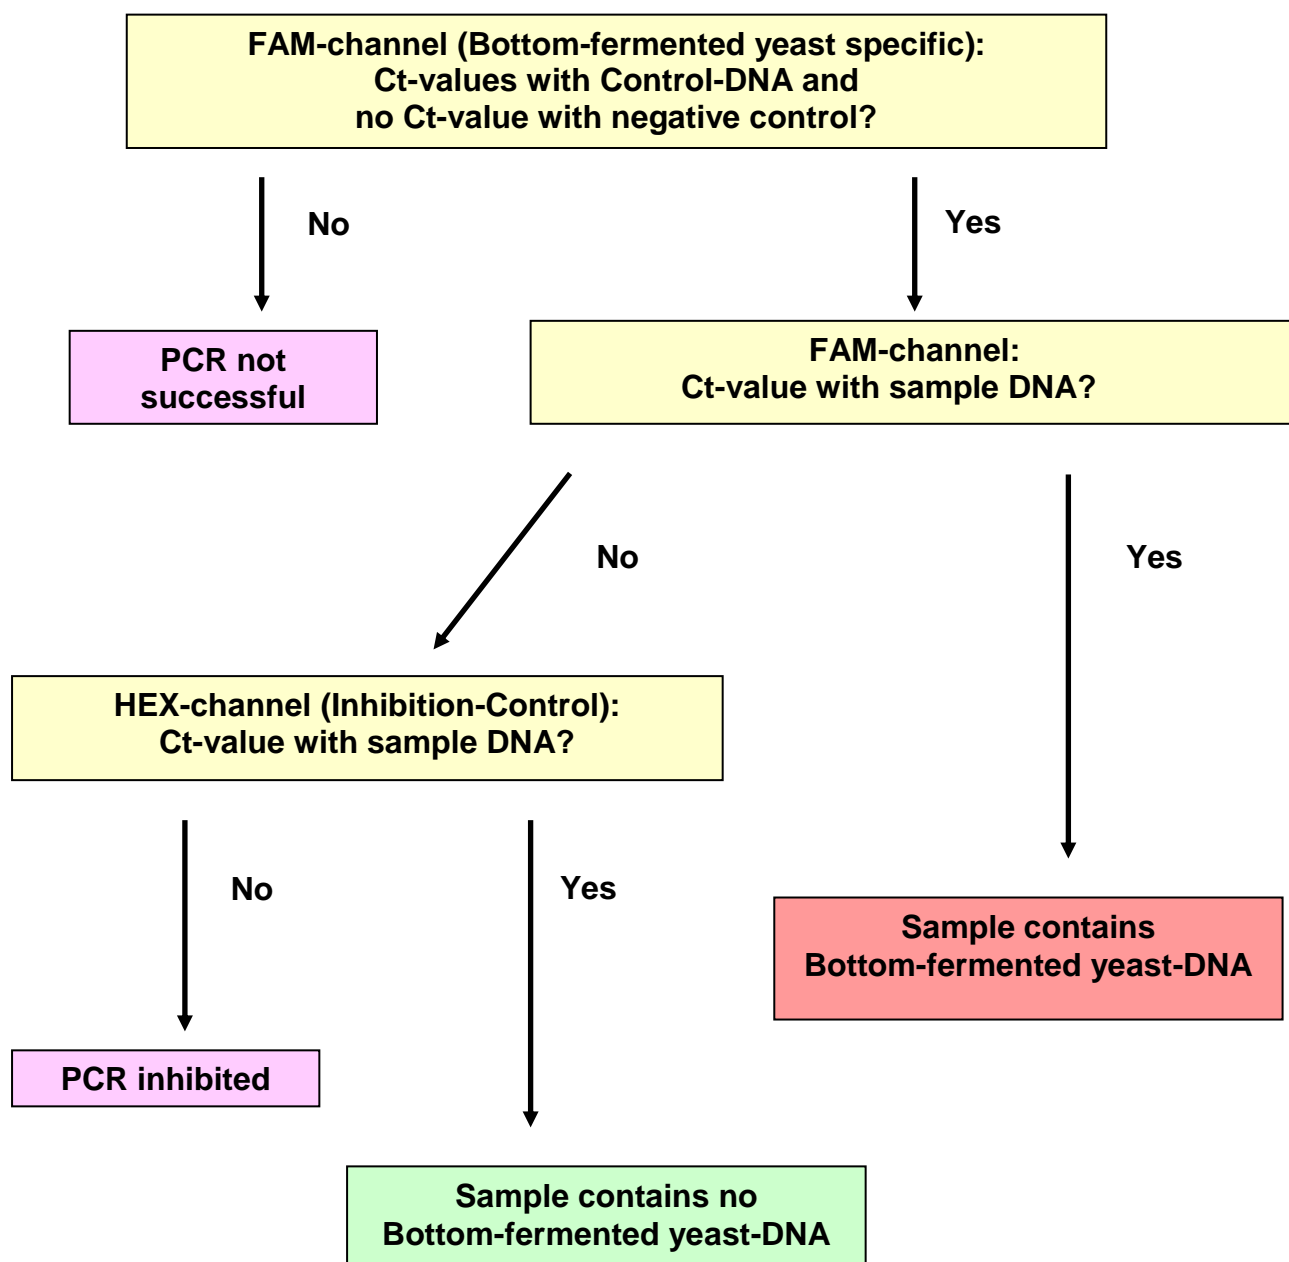 FAM-channel (Bottom-fermented yeast specific):
Ct-values with Control-DNA and
no Ct-value with negative control?
No
Yes
PCR not
successful
FAM-channel:
Ct-value with sample DNA?
No
Yes
HEX-channel (Inhibition-Control):
Ct-value with sample DNA?
No
Yes
Sample contains
Bottom-fermented yeast-DNA
PCR inhibited
Sample contains no
Bottom-fermented yeast-DNA